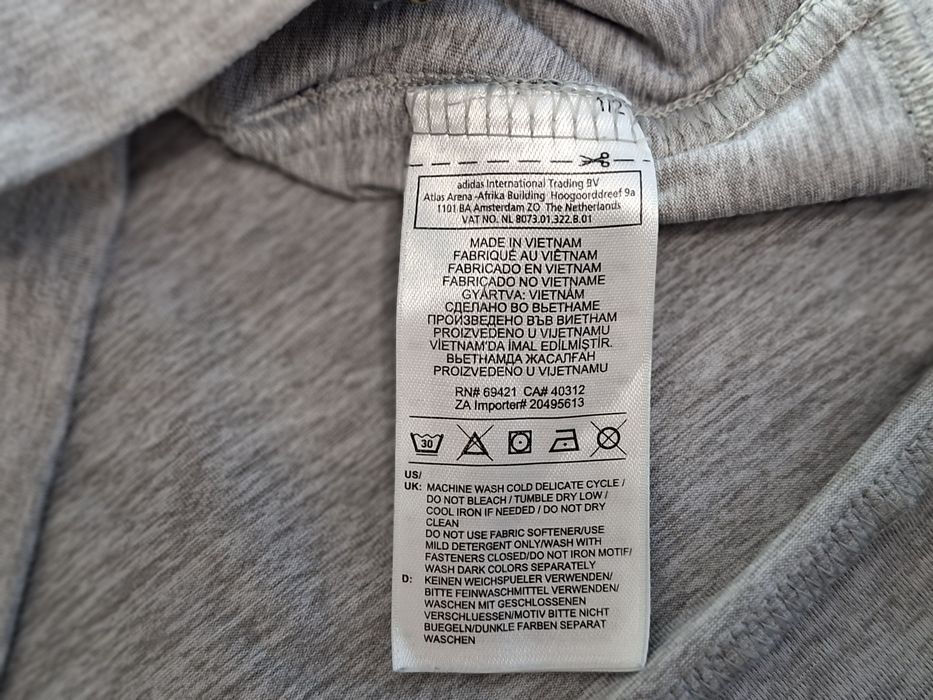 1/2
adidas International Trading BV
Atlas Arena -Afrika Building Hoogoorddreef 9a
1101 BA Amsterdam ZO The Netherlands
VAT NO. NL 8073.01.322.B.01
MADE IN VIETNAM
FABRIQUÉ AU VIÊTNAM
FABRICADO EN VIETNAM
FABRICADO NO VIETNAME
GYÁRTVA: VIETNÁM
СДЕЛАНО ВО ВЬЕТНАМЕ
ПРОИЗВЕДЕНО ВЪВ ВИЕТНАМ
PROIZVEDENO U VIJETNAMU
VİETNAM'DA İMAL EDİLMİŞTİR.
ВЬЕТНАМДА ЖАСАЛҒАН
PROIZVEDENO U VIJETNAMU
RN# 69421 CA# 40312
ZA Importer# 20495613
30
US/
UK: MACHINE WASH COLD DELICATE CYCLE /
DO NOT BLEACH / TUMBLE DRY LOW /
COOL IRON IF NEEDED / DO NOT DRY
CLEAN
DO NOT USE FABRIC SOFTENER/USE
MILD DETERGENT ONLY/WASH WITH
FASTENERS CLOSED/DO NOT IRON MOTIF/
WASH DARK COLORS SEPARATELY
D: KEINEN WEICHSPUELER VERWENDEN/
BITTE FEINWASCHMITTEL VERWENDEN/
WASCHEN MIT GESCHLOSSENEN
VERSCHLUESSEN/MOTIV BITTE NICHT
BUEGELN/DUNKLE FARBEN SEPARAT
WASCHEN